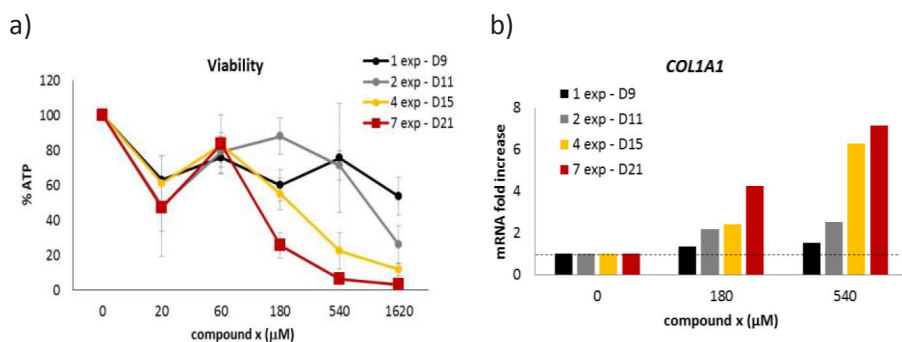 a)
Viability
1 exp - D9
2 exp - D11
4 exp - D15
7 exp - D21
120
100
80
60
40
20
0
% ATP
0 20 60 180 540 1620
compound x (µM)
b)
COL1A1
1 exp - D9
2 exp - D11
4 exp - D15
7 exp - D21
8
6
4
2
0
mRNA fold increase
0 180 540
compound x (µM)